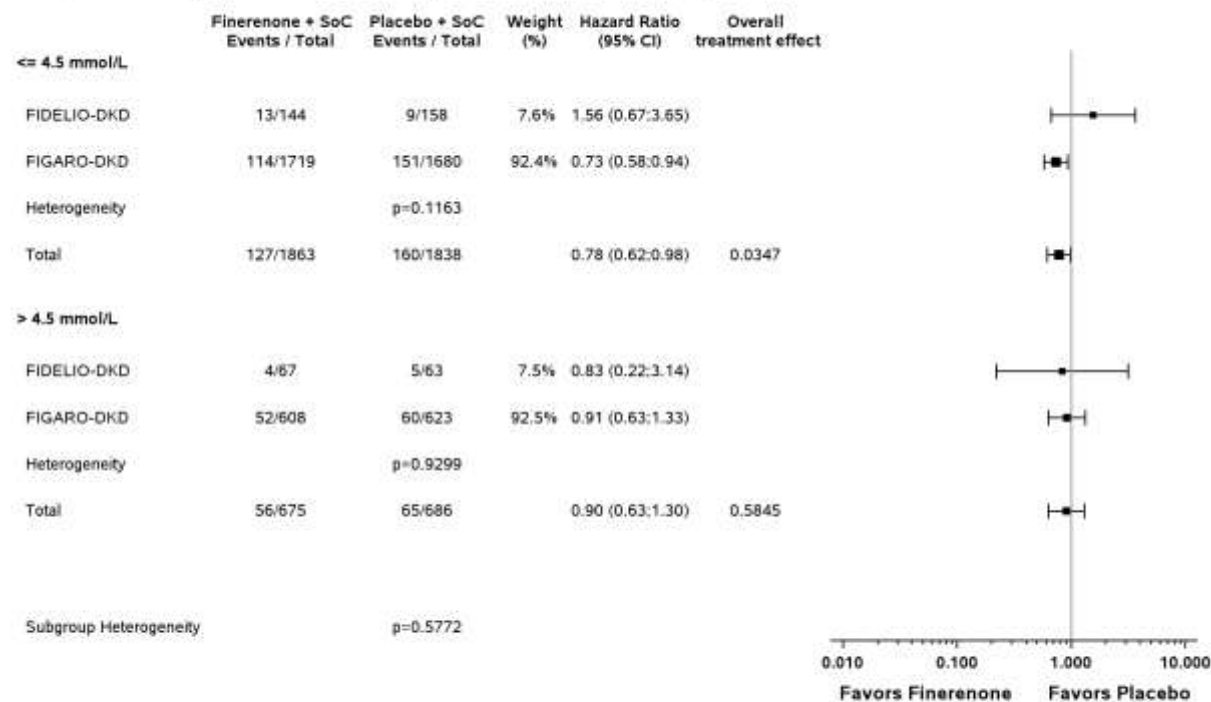 Finerenone + SoC Placebo + SoC Weight Hazard Ratio Overall
Events / Total Events / Total (%) (95% CI) treatment effect
<= 4.5 mmol/L
FIDELIO-DKD 13/144 9/158 7.6% 1.56 (0.67;3.65)
FIGARO-DKD 114/1719 151/1680 92.4% 0.73 (0.58;0.94)
Heterogeneity p=0.1163
Total 127/1863 160/1838 0.78 (0.62;0.98) 0.0347
> 4.5 mmol/L
FIDELIO-DKD 4/67 5/63 7.5% 0.83 (0.22;3.14)
FIGARO-DKD 52/608 60/623 92.5% 0.91 (0.63;1.33)
Heterogeneity p=0.9299
Total 56/675 65/686 0.90 (0.63;1.30) 0.5845
Subgroup Heterogeneity p=0.5772
0.010 0.100 1.000 10.000
Favors Finerenone Favors Placebo